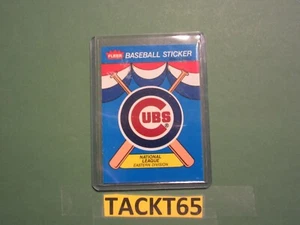 FLEER
BASEBALL STICKER
CUBS
NATIONAL
LEAGUE
EASTERN DIVISION
TACKT65